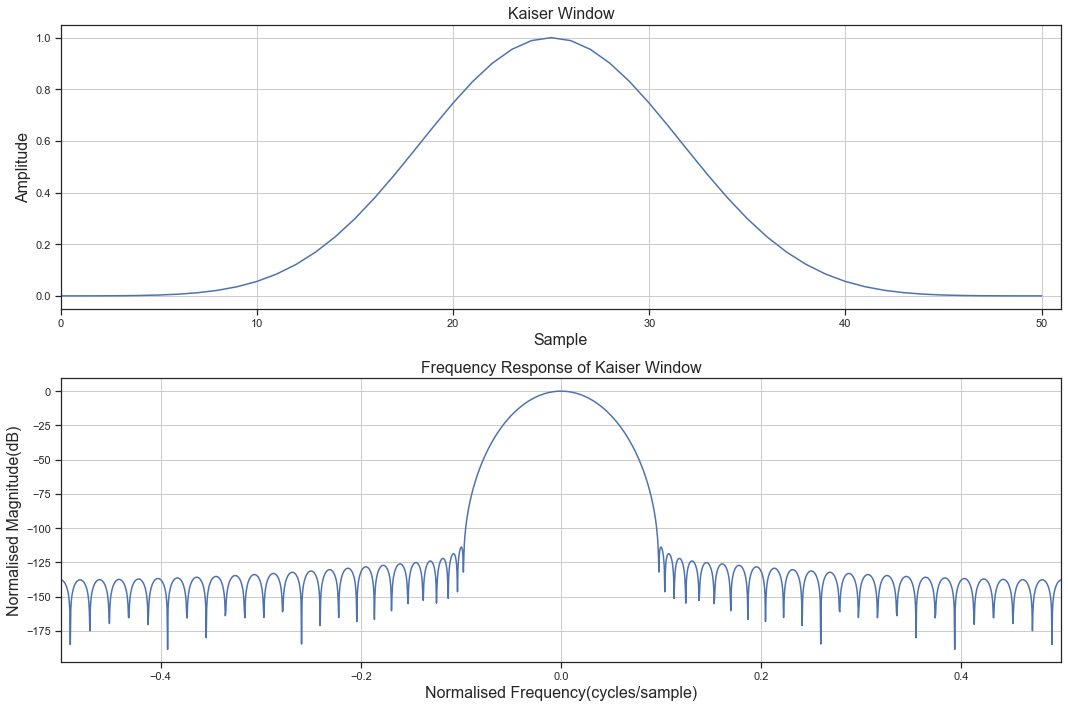 Kaiser Window
1.0
0.8
0.6
0.4
0.2
0.0
Amplitude
0 10 20 30 40 50
Sample
Frequency Response of Kaiser Window
0
−25
−50
−75
−100
−125
−150
−175
Normalised Magnitude(dB)
−0.4 −0.2 0.0 0.2 0.4
Normalised Frequency(cycles/sample)